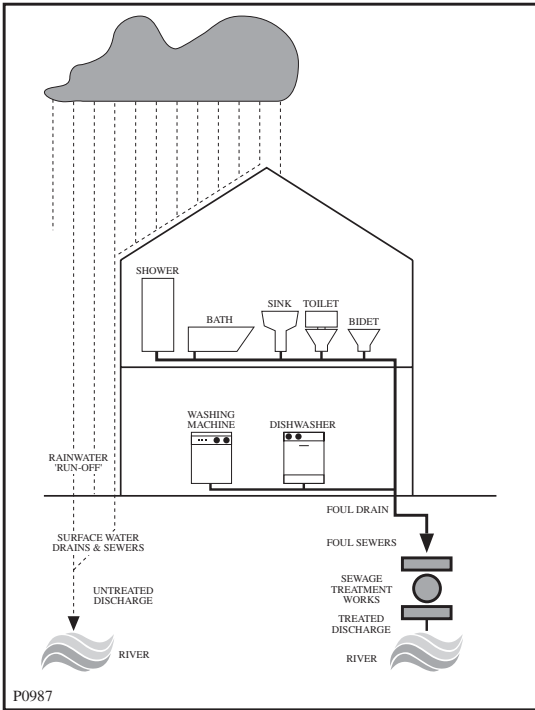 SHOWER
BATH
SINK
TOILET
BIDET
WASHING
MACHINE
DISHWASHER
RAINWATER
'RUN-OFF'
FOUL DRAIN
SURFACE WATER
DRAINS & SEWERS
FOUL SEWERS
SEWAGE
TREATMENT
WORKS
UNTREATED
DISCHARGE
TREATED
DISCHARGE
RIVER
RIVER
P0987